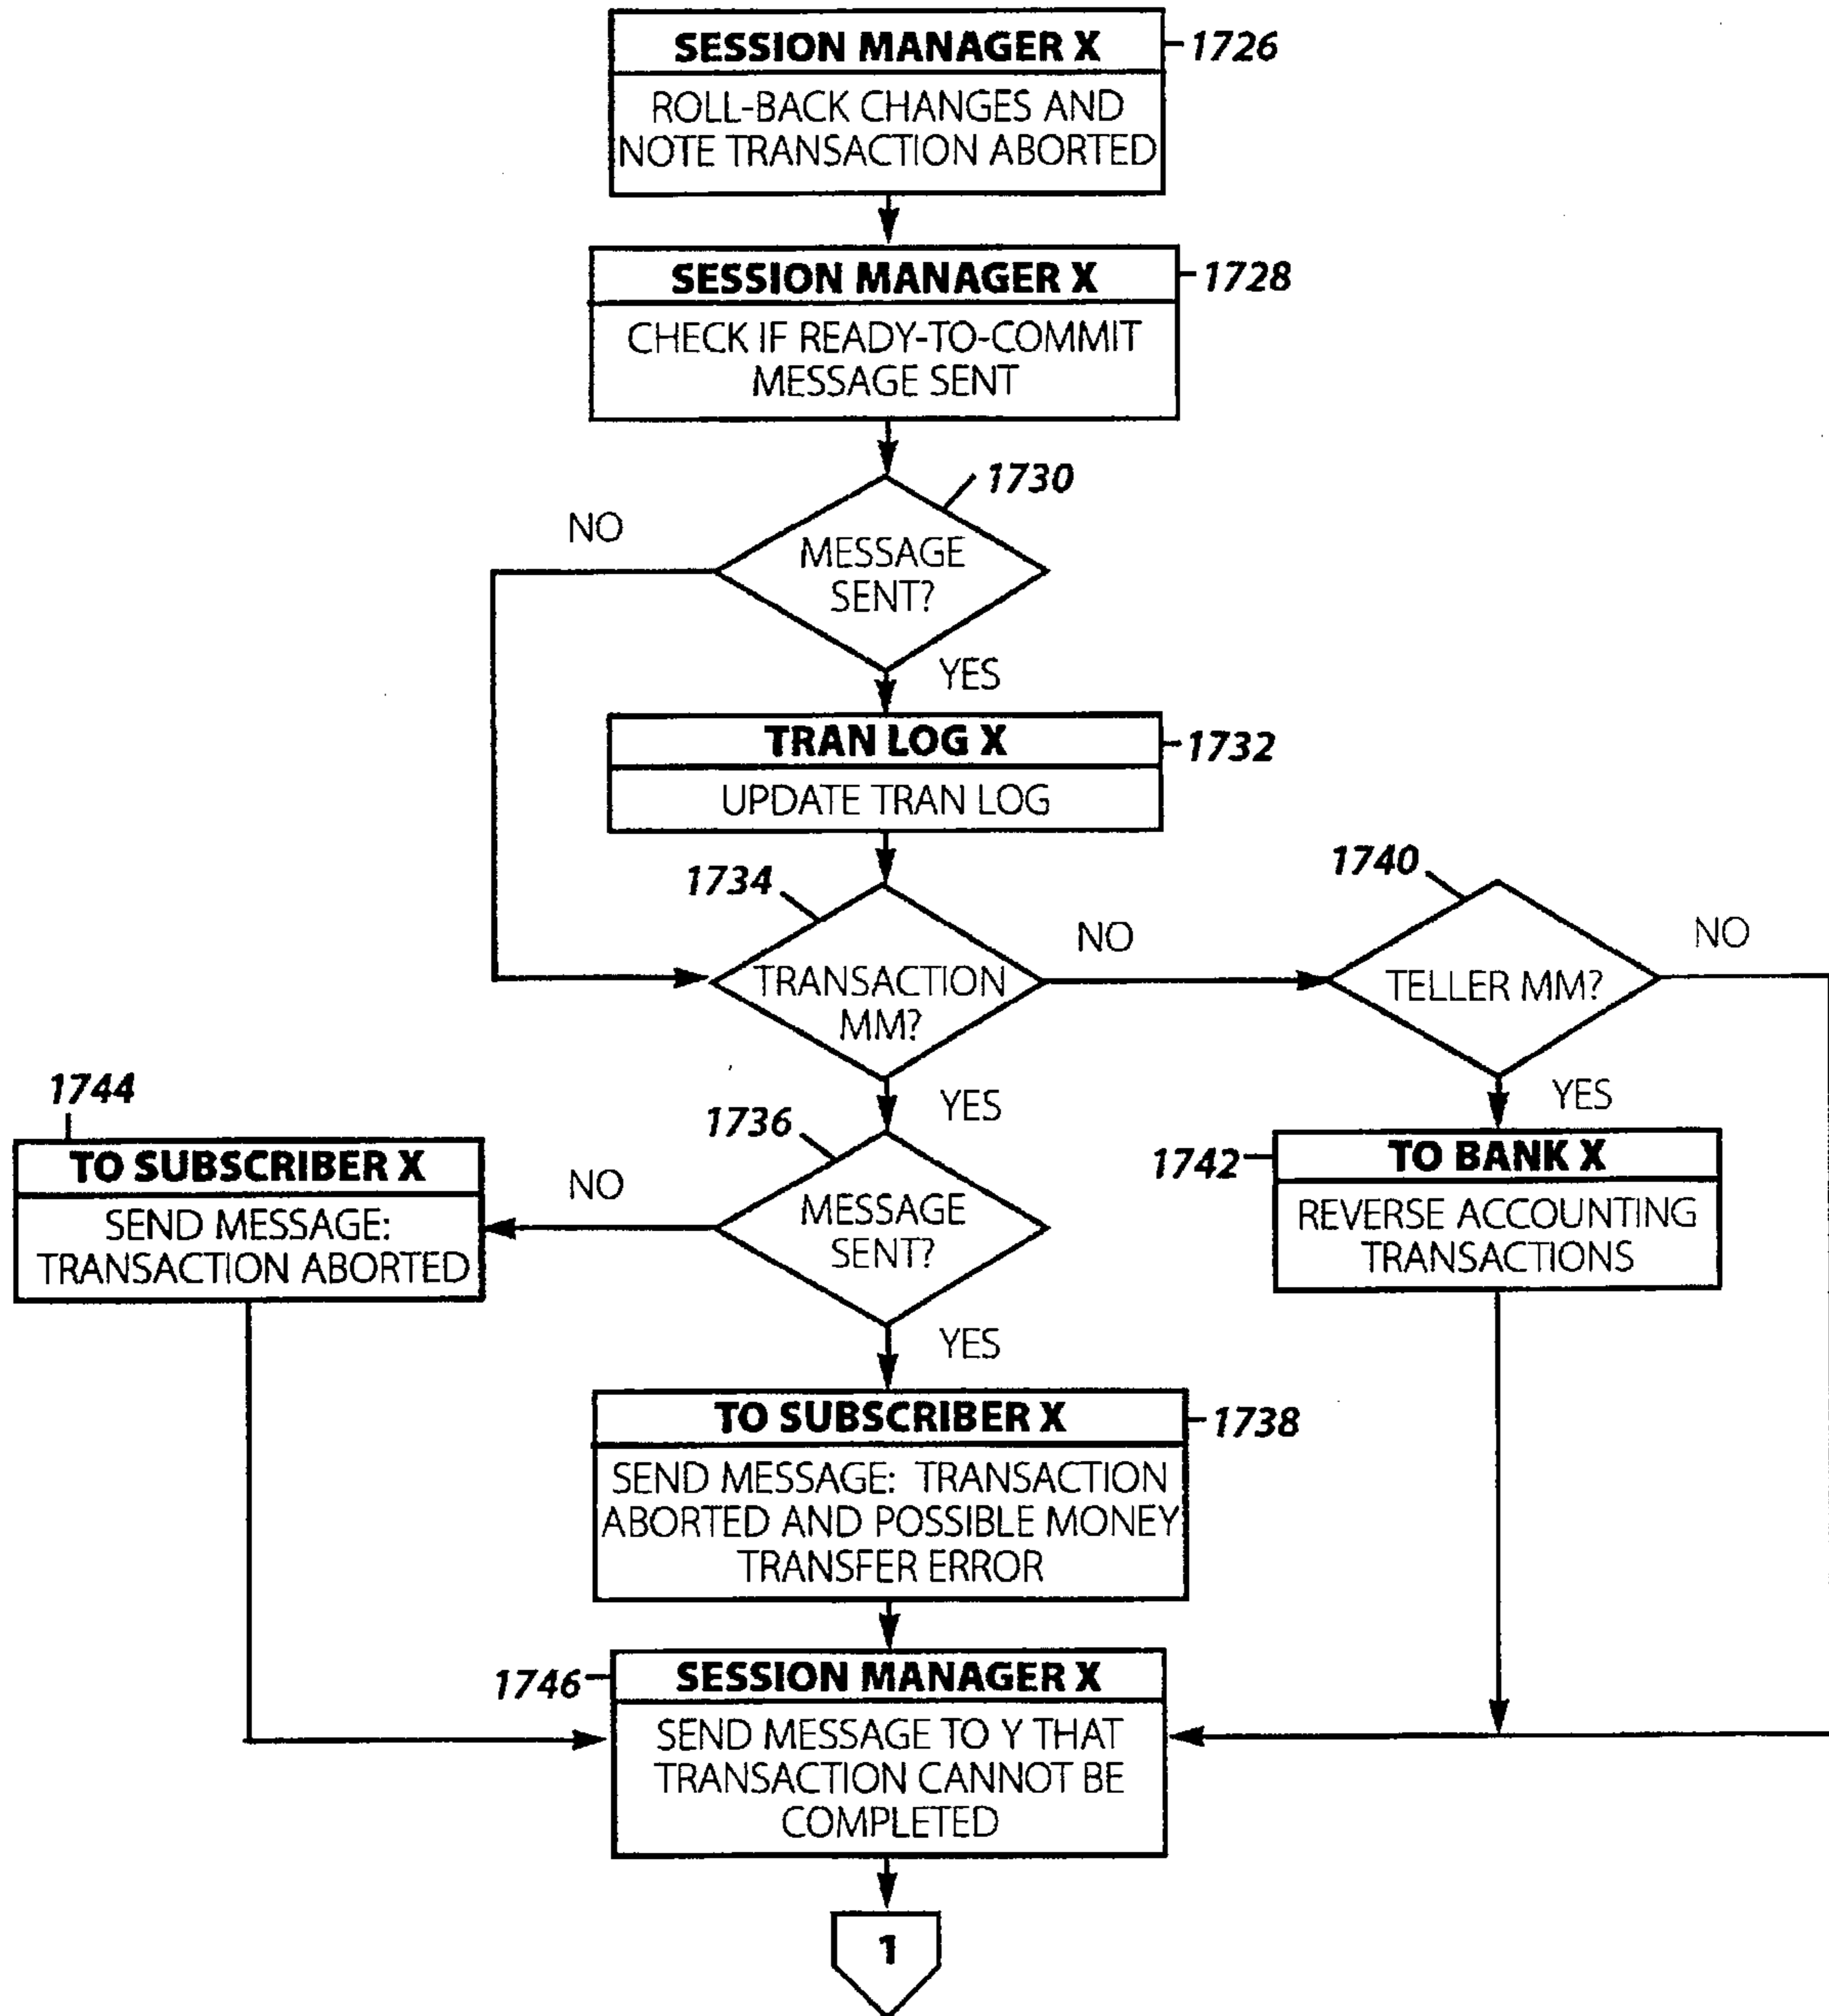 SESSION MANAGER X
1726
ROLL-BACK CHANGES AND
NOTE TRANSACTION ABORTED
SESSION MANAGER X
1728
CHECK IF READY-TO-COMMIT
MESSAGE SENT
1730
NO
MESSAGE
SENT?
YES
TRAN LOG X
1732
UPDATE TRAN LOG
1734
1740
NO
NO
TRANSACTION
MM?
TELLER MM?
YES
YES
1744
1736
TO SUBSCRIBER X
1742
TO BANK X
NO
SEND MESSAGE:
TRANSACTION ABORTED
MESSAGE
SENT?
REVERSE ACCOUNTING
TRANSACTIONS
YES
TO SUBSCRIBER X
1738
SEND MESSAGE: TRANSACTION
ABORTED AND POSSIBLE MONEY
TRANSFER ERROR
1746
SESSION MANAGER X
SEND MESSAGE TO Y THAT
TRANSACTION CANNOT BE
COMPLETED
1